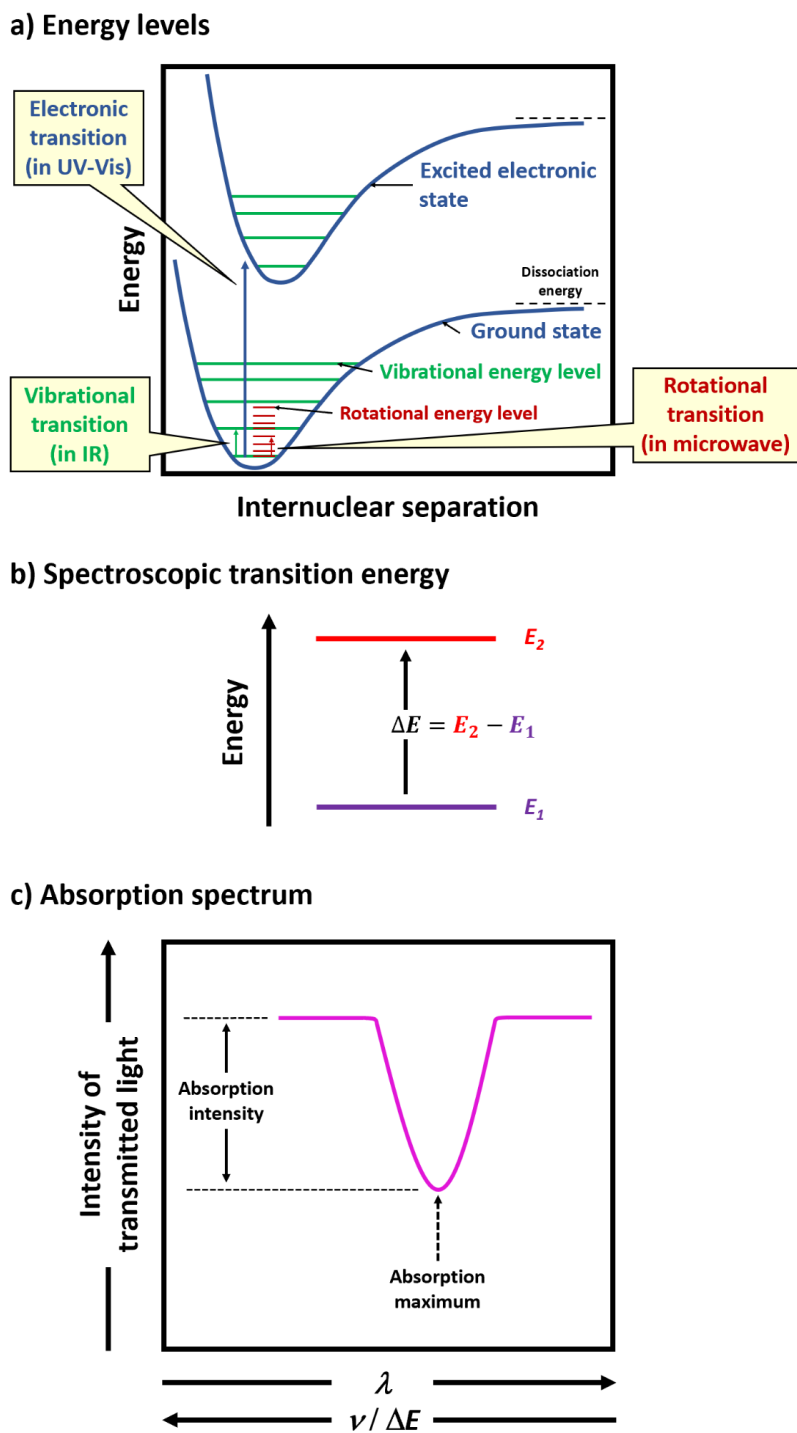 a) Energy levels
Electronic
transition
(in UV-Vis)
Excited electronic
state
Energy
Dissociation
energy
Ground state
Vibrational energy level
Vibrational
transition
(in IR)
Rotational energy level
Rotational
transition
(in microwave)
Internuclear separation
b) Spectroscopic transition energy
Energy
E₂
ΔE = E₂ − E₁
E₁
c) Absorption spectrum
Intensity of
transmitted light
Absorption
intensity
Absorption
maximum
λ
ν / ΔE